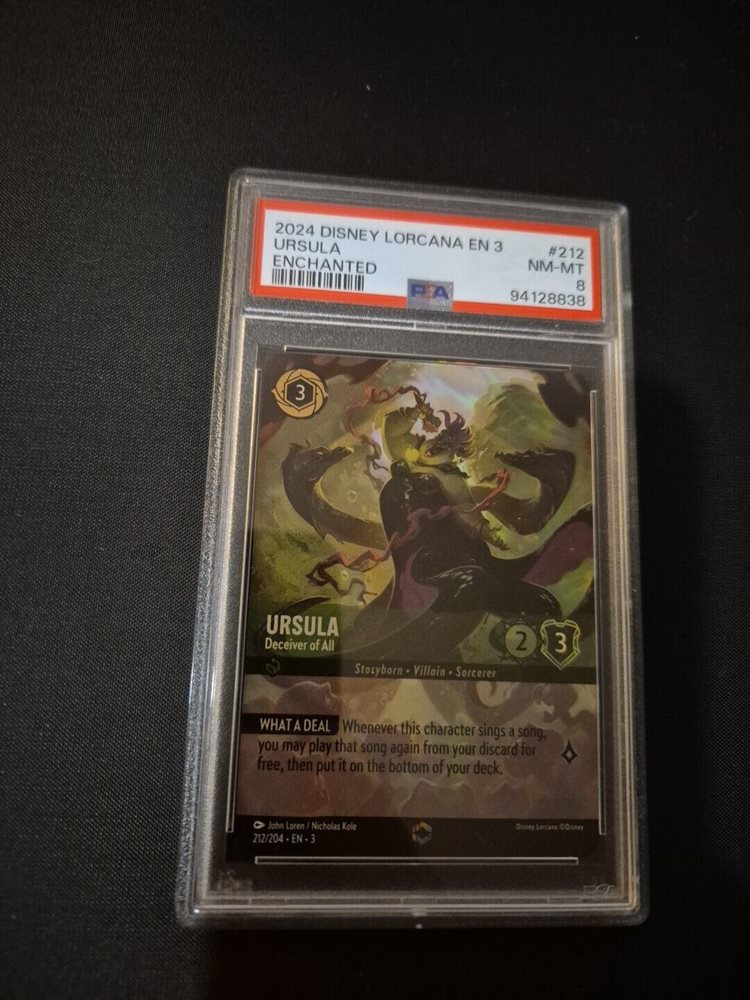 2024 DISNEY LORCANA EN 3 #212
URSULA NM-MT
ENCHANTED 8
PSA 94128838
3
URSULA
Deceiver of All
2 3
Storyborn • Villain • Sorcerer
WHAT A DEAL Whenever this character sings a song,
you may play that song again from your discard for
free, then put it on the bottom of your deck.
John Loren / Nicholas Kole Disney Lorcana ©Disney
212/204 • EN • 3